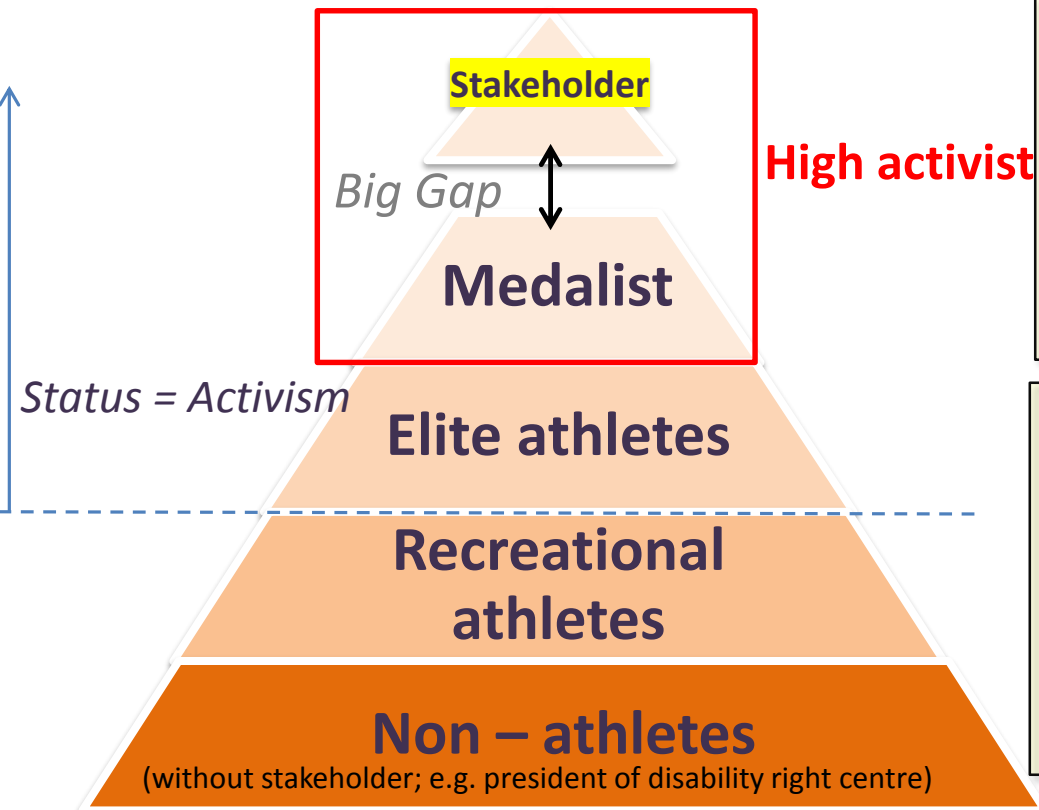 Stakeholder
High activist
Big Gap
Medalist
Status = Activism
Elite athletes
Recreational
athletes
Non – athletes
(without stakeholder; e.g. president of disability right centre)